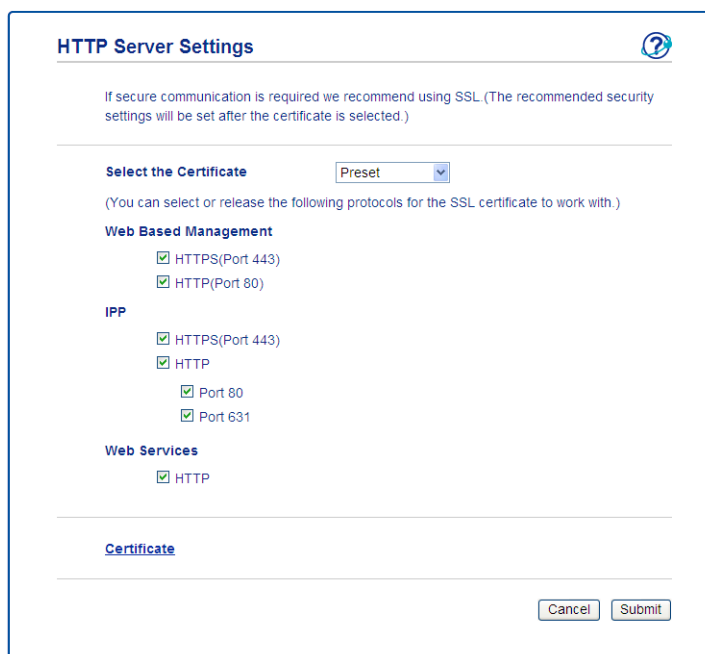 HTTP Server Settings
?
If secure communication is required we recommend using SSL.(The recommended security
settings will be set after the certificate is selected.)
Select the Certificate Preset
(You can select or release the following protocols for the SSL certificate to work with.)
Web Based Management
HTTPS(Port 443)
HTTP(Port 80)
IPP
HTTPS(Port 443)
HTTP
Port 80
Port 631
Web Services
HTTP
Certificate
Cancel Submit